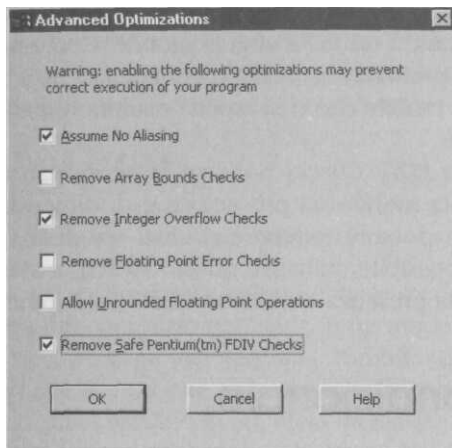 Advanced Optimizations
Warning: enabling the following optimizations may prevent
correct execution of your program
Assume No Aliasing
Remove Array Bounds Checks
Remove Integer Overflow Checks
Remove Floating Point Error Checks
Allow Unrounded Floating Point Operations
Remove Safe Pentium(tm) FDIV Checks
OK
Cancel
Help